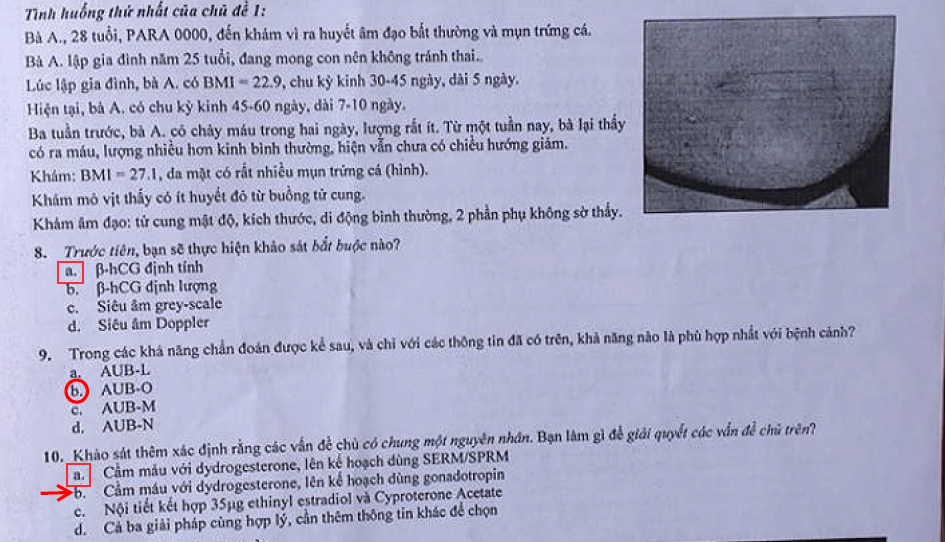 Tình huống thứ nhất của chủ đề 1:
Bà A., 28 tuổi, PARA 0000, đến khám vì ra huyết âm đạo bất thường và mụn trứng cá.
Bà A. lập gia đình năm 25 tuổi, đang mong con nên không tránh thai..
Lúc lập gia đình, bà A. có BMI = 22.9, chu kỳ kinh 30-45 ngày, dài 5 ngày.
Hiện tại, bà A. có chu kỳ kinh 45-60 ngày, dài 7-10 ngày.
Ba tuần trước, bà A. có chảy máu trong hai ngày, lượng rất ít. Từ một tuần nay, bà lại thấy
có ra máu, lượng nhiều hơn kinh bình thường, hiện vẫn chưa có chiều hướng giảm.
Khám: BMI = 27.1, da mặt có rất nhiều mụn trứng cá (hình).
Khám mỏ vịt thấy có ít huyết đỏ từ buồng tử cung.
Khám âm đạo: tử cung mật độ, kích thước, di động bình thường, 2 phần phụ không sờ thấy.
8. Trước tiên, bạn sẽ thực hiện khảo sát bắt buộc nào?
a. β-hCG định tính
b. β-hCG định lượng
c. Siêu âm grey-scale
d. Siêu âm Doppler
9. Trong các khả năng chẩn đoán được kể sau, và chỉ với các thông tin đã có trên, khả năng nào là phù hợp nhất với bệnh cảnh?
a. AUB-L
b. AUB-O
c. AUB-M
d. AUB-N
10. Khảo sát thêm xác định rằng các vấn đề chủ có chung một nguyên nhân. Bạn làm gì để giải quyết các vấn đề chủ trên?
a. Cầm máu với dydrogesterone, lên kế hoạch dùng SERM/SPRM
b. Cầm máu với dydrogesterone, lên kế hoạch dùng gonadotropin
c. Nội tiết kết hợp 35μg ethinyl estradiol và Cyproterone Acetate
d. Cả ba giải pháp cùng hợp lý, cần thêm thông tin khác để chọn